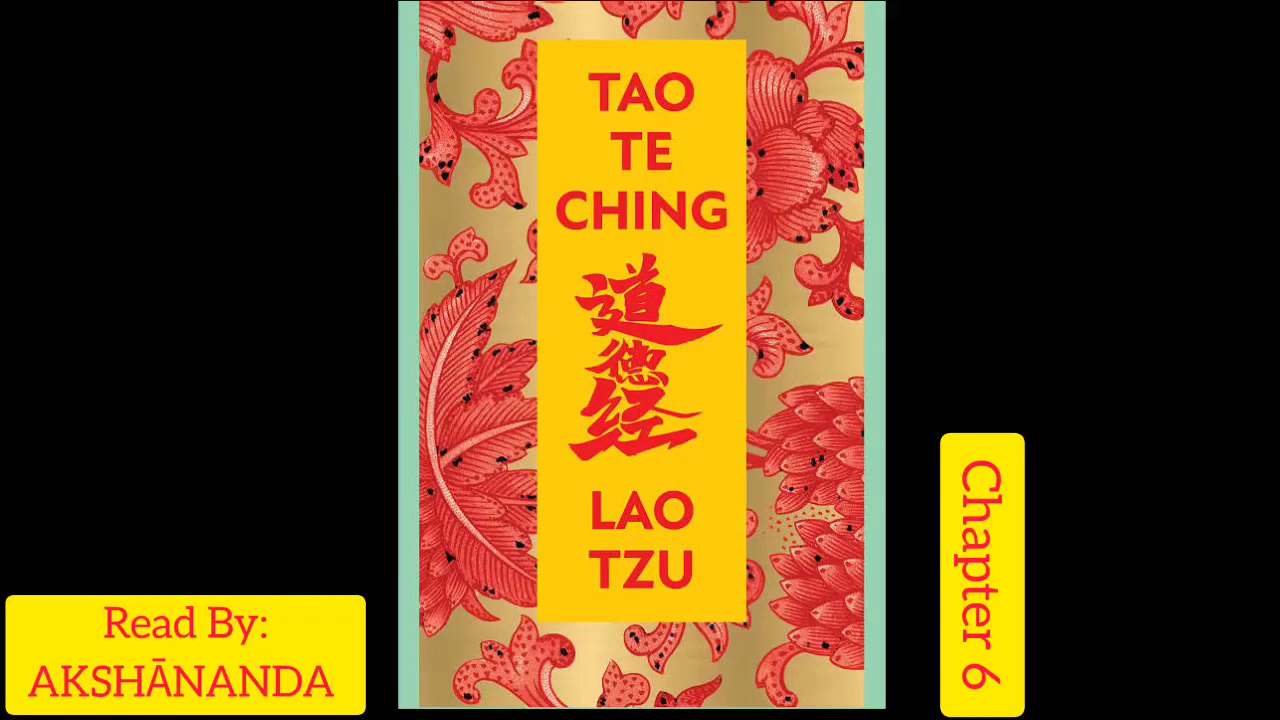 TAO
TE
CHING
道
德
经
LAO
TZU
Read By:
AKSHĀNANDA
Chapter 6